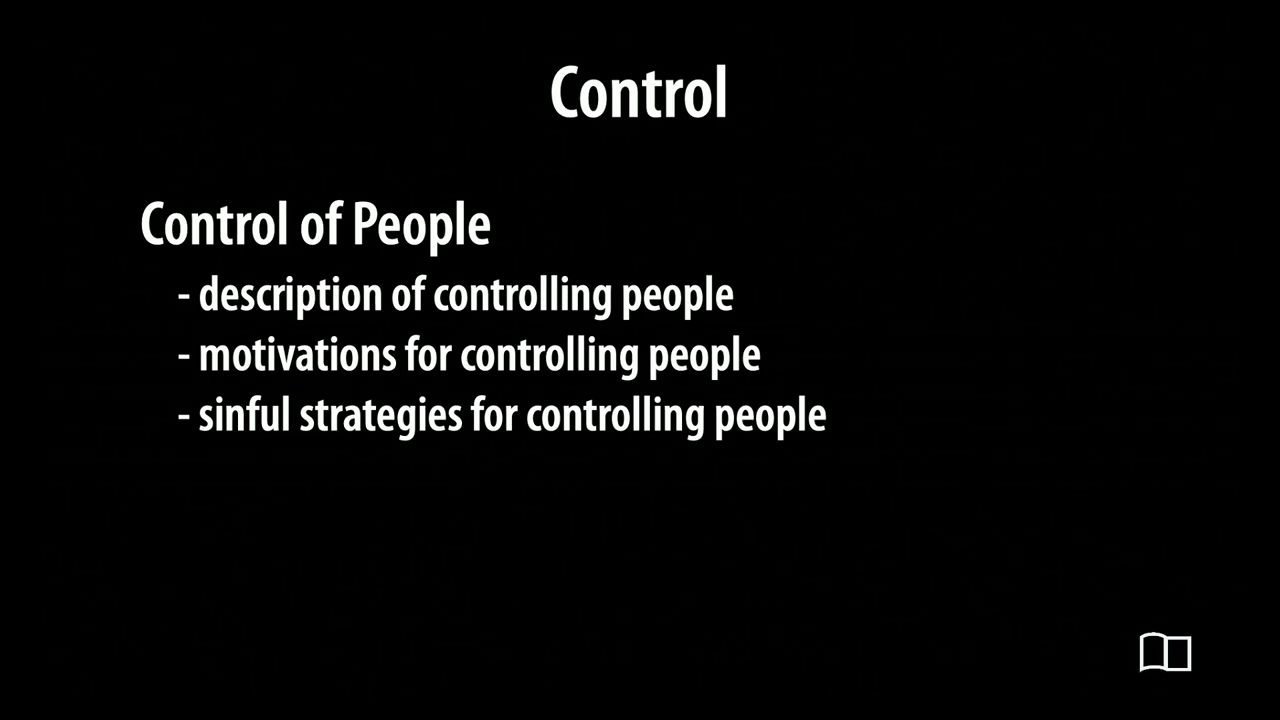 Control
Control of People
- description of controlling people
- motivations for controlling people
- sinful strategies for controlling people